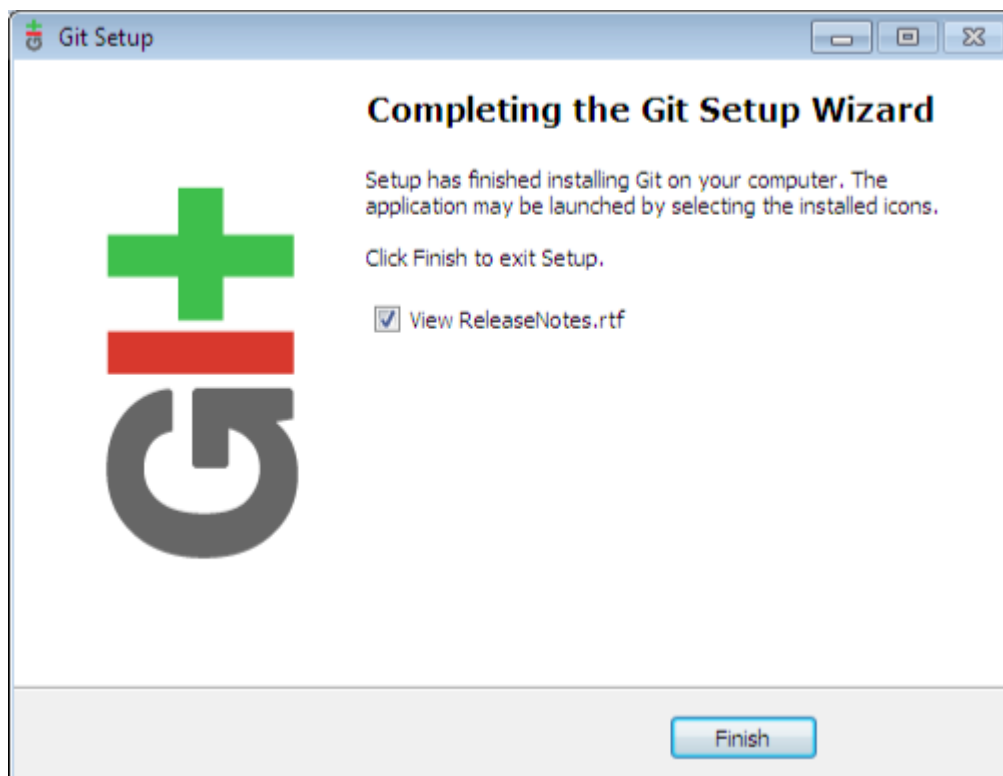 Git Setup
Completing the Git Setup Wizard
Setup has finished installing Git on your computer. The
application may be launched by selecting the installed icons.
Click Finish to exit Setup.
View ReleaseNotes.rtf
GIt
Finish